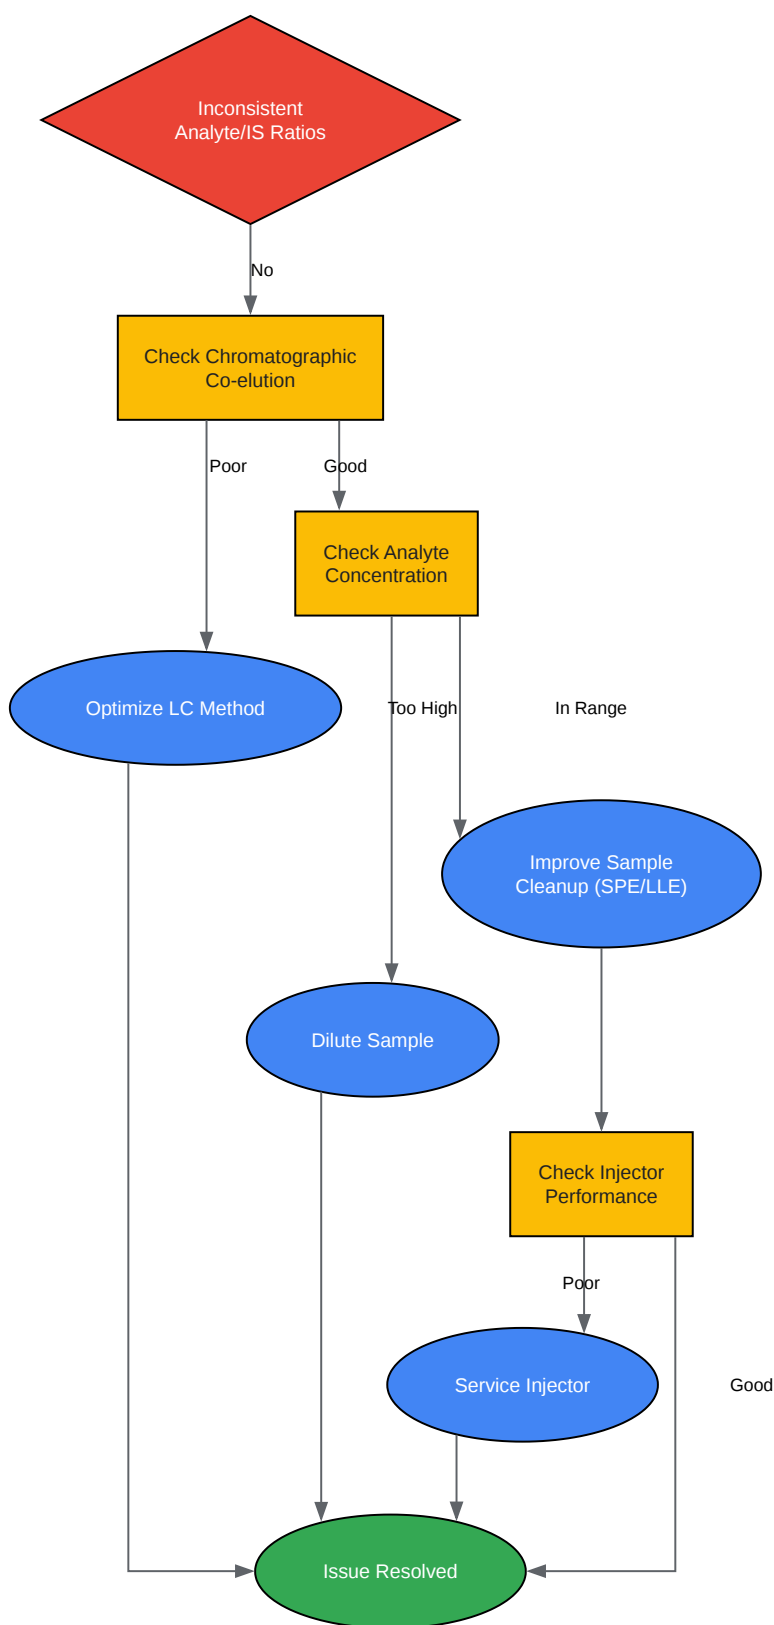 Inconsistent
Analyte/IS Ratios
No
Check Chromatographic
Co-elution
Poor
Good
Check Analyte
Concentration
Optimize LC Method
Too High
In Range
Improve Sample
Cleanup (SPE/LLE)
Dilute Sample
Check Injector
Performance
Poor
Service Injector
Good
Issue Resolved